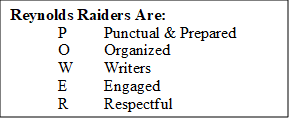 Reynolds Raiders Are:
P Punctual & Prepared
O Organized
W Writers
E Engaged
R Respectful